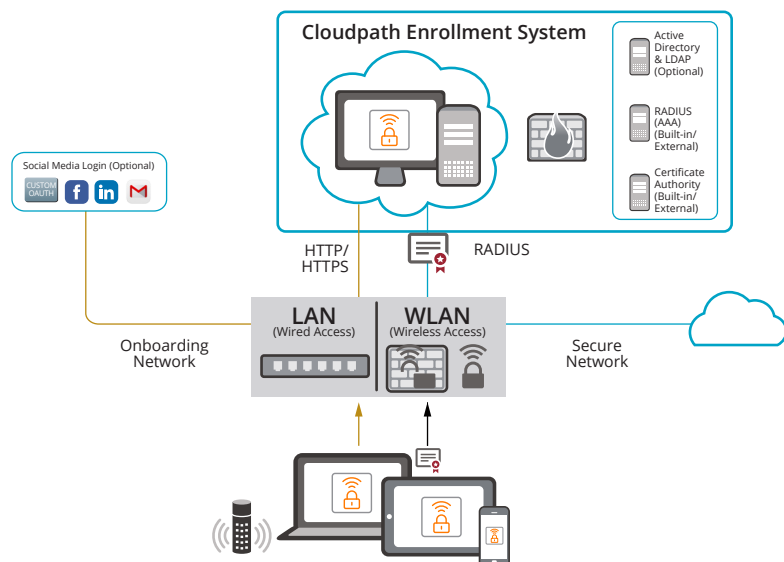 Cloudpath Enrollment System
Active
Directory
& LDAP
(Optional)
RADIUS
(AAA)
(Built-in/
External)
Certificate
Authority
(Built-in/
External)
Social Media Login (Optional)
CUSTOM
OAUTH
f
in
M
HTTP/
HTTPS
RADIUS
LAN
(Wired Access)
WLAN
(Wireless Access)
Onboarding
Network
Secure
Network